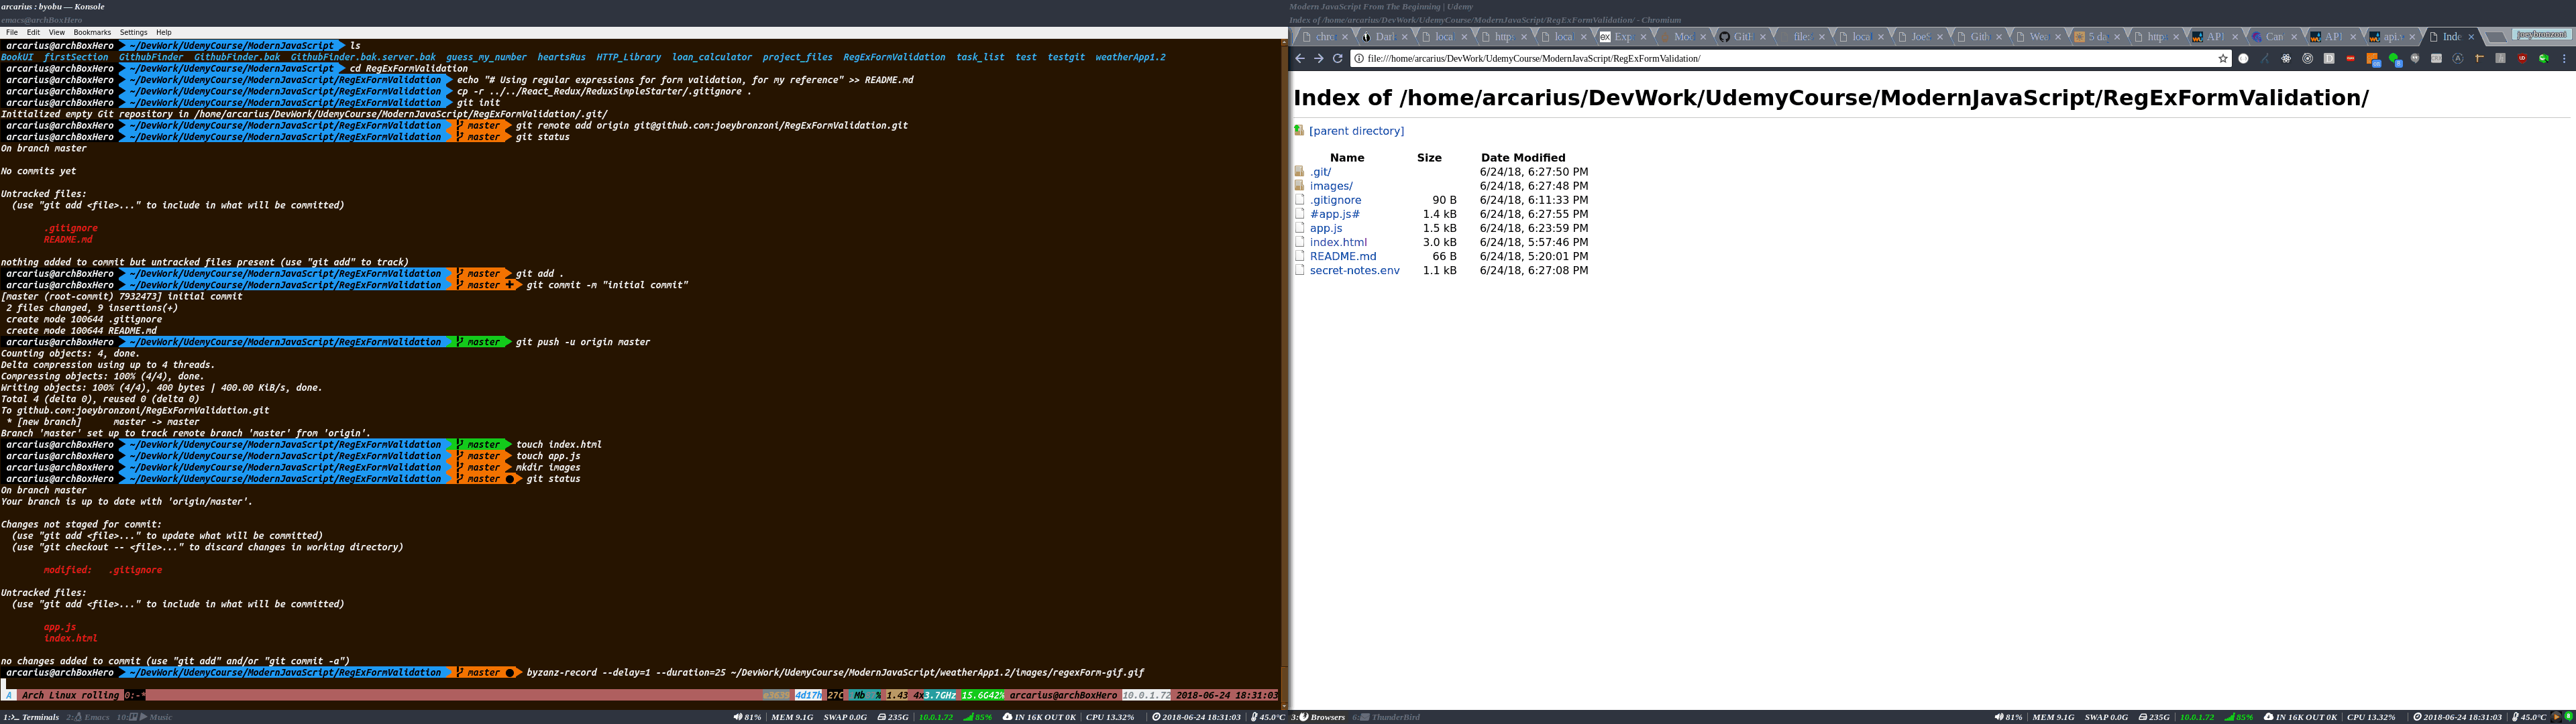 arcarius : byobu — Konsole
emacs@archBoxHero
File Edit View Bookmarks Settings Help
arcarius@archBoxHero ~/DevWork/UdemyCourse/ModernJavaScript ls
BookUI firstSection GithubFinder GithubFinder.bak GithubFinder.bak.server.bak guess_my_number heartsRus HTTP_Library loan_calculator project_files RegExFormValidation task_list test testgit weatherApp1.2
arcarius@archBoxHero ~/DevWork/UdemyCourse/ModernJavaScript cd RegExFormValidation
arcarius@archBoxHero ~/DevWork/UdemyCourse/ModernJavaScript/RegExFormValidation echo "# Using regular expressions for form validation, for my reference" >> README.md
arcarius@archBoxHero ~/DevWork/UdemyCourse/ModernJavaScript/RegExFormValidation cp -r ../../React_Redux/ReduxSimpleStarter/.gitignore .
arcarius@archBoxHero ~/DevWork/UdemyCourse/ModernJavaScript/RegExFormValidation git init
Initialized empty Git repository in /home/arcarius/DevWork/UdemyCourse/ModernJavaScript/RegExFormValidation/.git/
arcarius@archBoxHero ~/DevWork/UdemyCourse/ModernJavaScript/RegExFormValidation master git remote add origin git@github.com:joeybronzoni/RegExFormValidation.git
arcarius@archBoxHero ~/DevWork/UdemyCourse/ModernJavaScript/RegExFormValidation master git status
On branch master
No commits yet
Untracked files:
(use "git add <file>..." to include in what will be committed)
.gitignore
README.md
nothing added to commit but untracked files present (use "git add" to track)
arcarius@archBoxHero ~/DevWork/UdemyCourse/ModernJavaScript/RegExFormValidation master git add .
arcarius@archBoxHero ~/DevWork/UdemyCourse/ModernJavaScript/RegExFormValidation master ✚ git commit -m "initial commit"
[master (root-commit) 7932473] initial commit
2 files changed, 9 insertions(+)
create mode 100644 .gitignore
create mode 100644 README.md
arcarius@archBoxHero ~/DevWork/UdemyCourse/ModernJavaScript/RegExFormValidation master git push -u origin master
Counting objects: 4, done.
Delta compression using up to 4 threads.
Compressing objects: 100% (4/4), done.
Writing objects: 100% (4/4), 400 bytes | 400.00 KiB/s, done.
Total 4 (delta 0), reused 0 (delta 0)
To github.com:joeybronzoni/RegExFormValidation.git
* [new branch] master -> master
Branch 'master' set up to track remote branch 'master' from 'origin'.
arcarius@archBoxHero ~/DevWork/UdemyCourse/ModernJavaScript/RegExFormValidation master touch index.html
arcarius@archBoxHero ~/DevWork/UdemyCourse/ModernJavaScript/RegExFormValidation master touch app.js
arcarius@archBoxHero ~/DevWork/UdemyCourse/ModernJavaScript/RegExFormValidation master mkdir images
arcarius@archBoxHero ~/DevWork/UdemyCourse/ModernJavaScript/RegExFormValidation master ● git status
On branch master
Your branch is up to date with 'origin/master'.
Changes not staged for commit:
(use "git add <file>..." to update what will be committed)
(use "git checkout -- <file>..." to discard changes in working directory)
modified: .gitignore
Untracked files:
(use "git add <file>..." to include in what will be committed)
app.js
index.html
no changes added to commit (use "git add" and/or "git commit -a")
arcarius@archBoxHero ~/DevWork/UdemyCourse/ModernJavaScript/RegExFormValidation master ● byzanz-record --delay=1 --duration=25 ~/DevWork/UdemyCourse/ModernJavaScript/weatherApp1.2/images/regexForm-gif.gif
A Arch Linux rolling 0:-* 4d17h 27C Mb % 1.43 4x3.7GHz 15.6G42% arcarius@archBoxHero 10.0.1.72 2018-06-24 18:31:03
1: Terminals 2: Emacs 10: Music 81% | MEM 9.1G SWAP 0.0G 235G 10.0.1.72 85% IN 16K OUT 0K | CPU 13.32% | 2018-06-24 18:31:03 | 45.0°C
Modern JavaScript From The Beginning | Udemy
Index of /home/arcarius/DevWork/UdemyCourse/ModernJavaScript/RegExFormValidation/ - Chromium
chro Dar local http local Exp Mod GitH file: local JoeS Gith Wea 5 da http API Can API api. Inde joeybronzoni
file:///home/arcarius/DevWork/UdemyCourse/ModernJavaScript/RegExFormValidation/
Index of /home/arcarius/DevWork/UdemyCourse/ModernJavaScript/RegExFormValidation/
[parent directory]
Name Size Date Modified
.git/ 6/24/18, 6:27:50 PM
images/ 6/24/18, 6:27:48 PM
.gitignore 90 B 6/24/18, 6:11:33 PM
#app.js# 1.4 kB 6/24/18, 6:27:55 PM
app.js 1.5 kB 6/24/18, 6:23:59 PM
index.html 3.0 kB 6/24/18, 5:57:46 PM
README.md 66 B 6/24/18, 5:20:01 PM
secret-notes.env 1.1 kB 6/24/18, 6:27:08 PM
3: Browsers 6: ThunderBird 81% | MEM 9.1G SWAP 0.0G 235G 10.0.1.72 85% IN 16K OUT 0K | CPU 13.32% | 2018-06-24 18:31:03 | 45.0°C